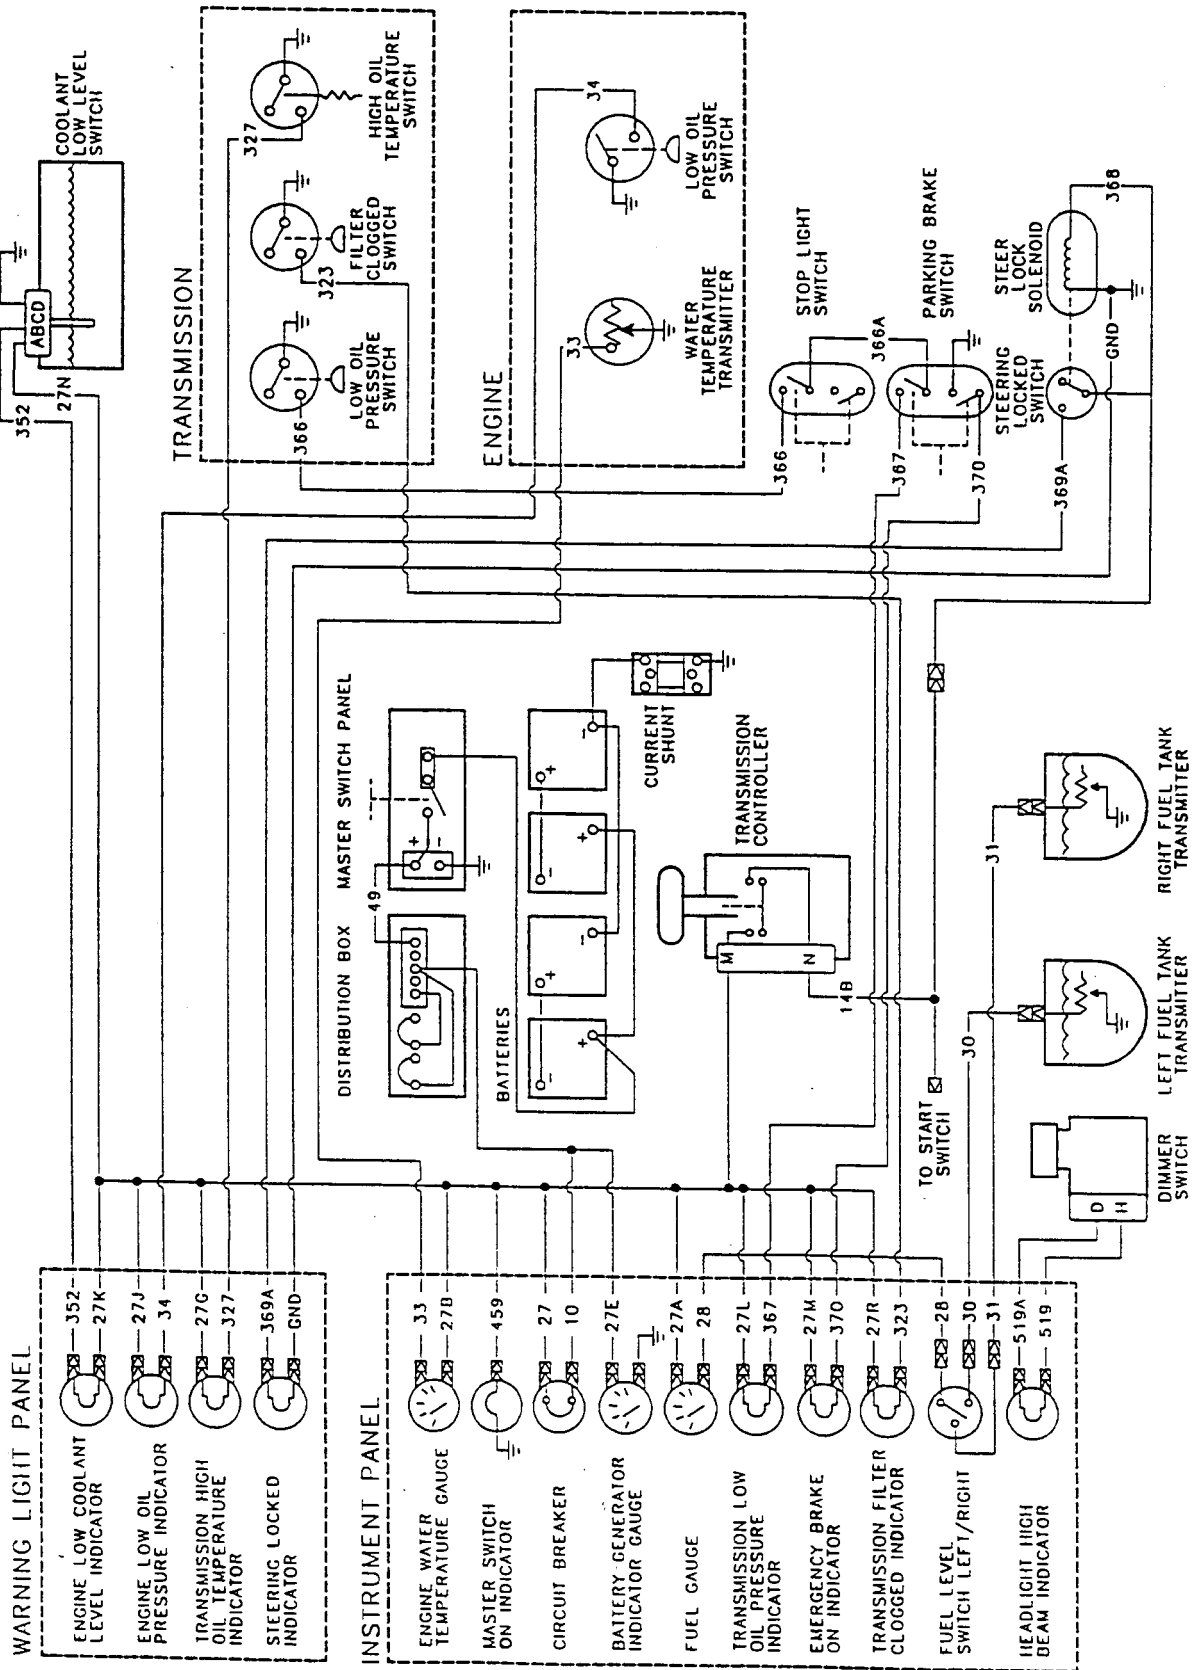 COOLANT
LOW LEVEL
SWITCH
ABCD
352
27N
TRANSMISSION
327
HIGH OIL
TEMPERATURE
SWITCH
FILTER
CLOGGED
SWITCH
323
LOW OIL
PRESSURE
SWITCH
366
ENGINE
34
LOW OIL
PRESSURE
SWITCH
WATER
TEMPERATURE
TRANSMITTER
33
STOP LIGHT
SWITCH
366
366A
PARKING BRAKE
SWITCH
367
370
STEER
LOCK
SOLENOID
368
GND
STEERING
LOCKED
SWITCH
369A
MASTER SWITCH PANEL
+
-
49
DISTRIBUTION BOX
BATTERIES
+
-
+
-
+
-
+
-
CURRENT
SHUNT
TRANSMISSION
CONTROLLER
M
N
14B
TO START
SWITCH
RIGHT FUEL TANK
TRANSMITTER
31
LEFT FUEL TANK
TRANSMITTER
30
DIMMER
SWITCH
D
H
WARNING LIGHT PANEL
352
27K
ENGINE LOW COOLANT
LEVEL INDICATOR
27J
34
ENGINE LOW OIL
PRESSURE INDICATOR
27G
327
TRANSMISSION HIGH
OIL TEMPERATURE
INDICATOR
369A
GND
STEERING LOCKED
INDICATOR
INSTRUMENT PANEL
33
27B
ENGINE WATER
TEMPERATURE GAUGE
459
MASTER SWITCH
ON INDICATOR
27
10
CIRCUIT BREAKER
27E
BATTERY-GENERATOR
INDICATOR GAUGE
27A
28
FUEL GAUGE
27L
367
TRANSMISSION LOW
OIL PRESSURE
INDICATOR
27M
370
EMERGENCY BRAKE
ON INDICATOR
27R
323
TRANSMISSION FILTER
CLOGGED INDICATOR
28
30
31
FUEL LEVEL
SWITCH LEFT/RIGHT
519A
519
HEADLIGHT HIGH
BEAM INDICATOR